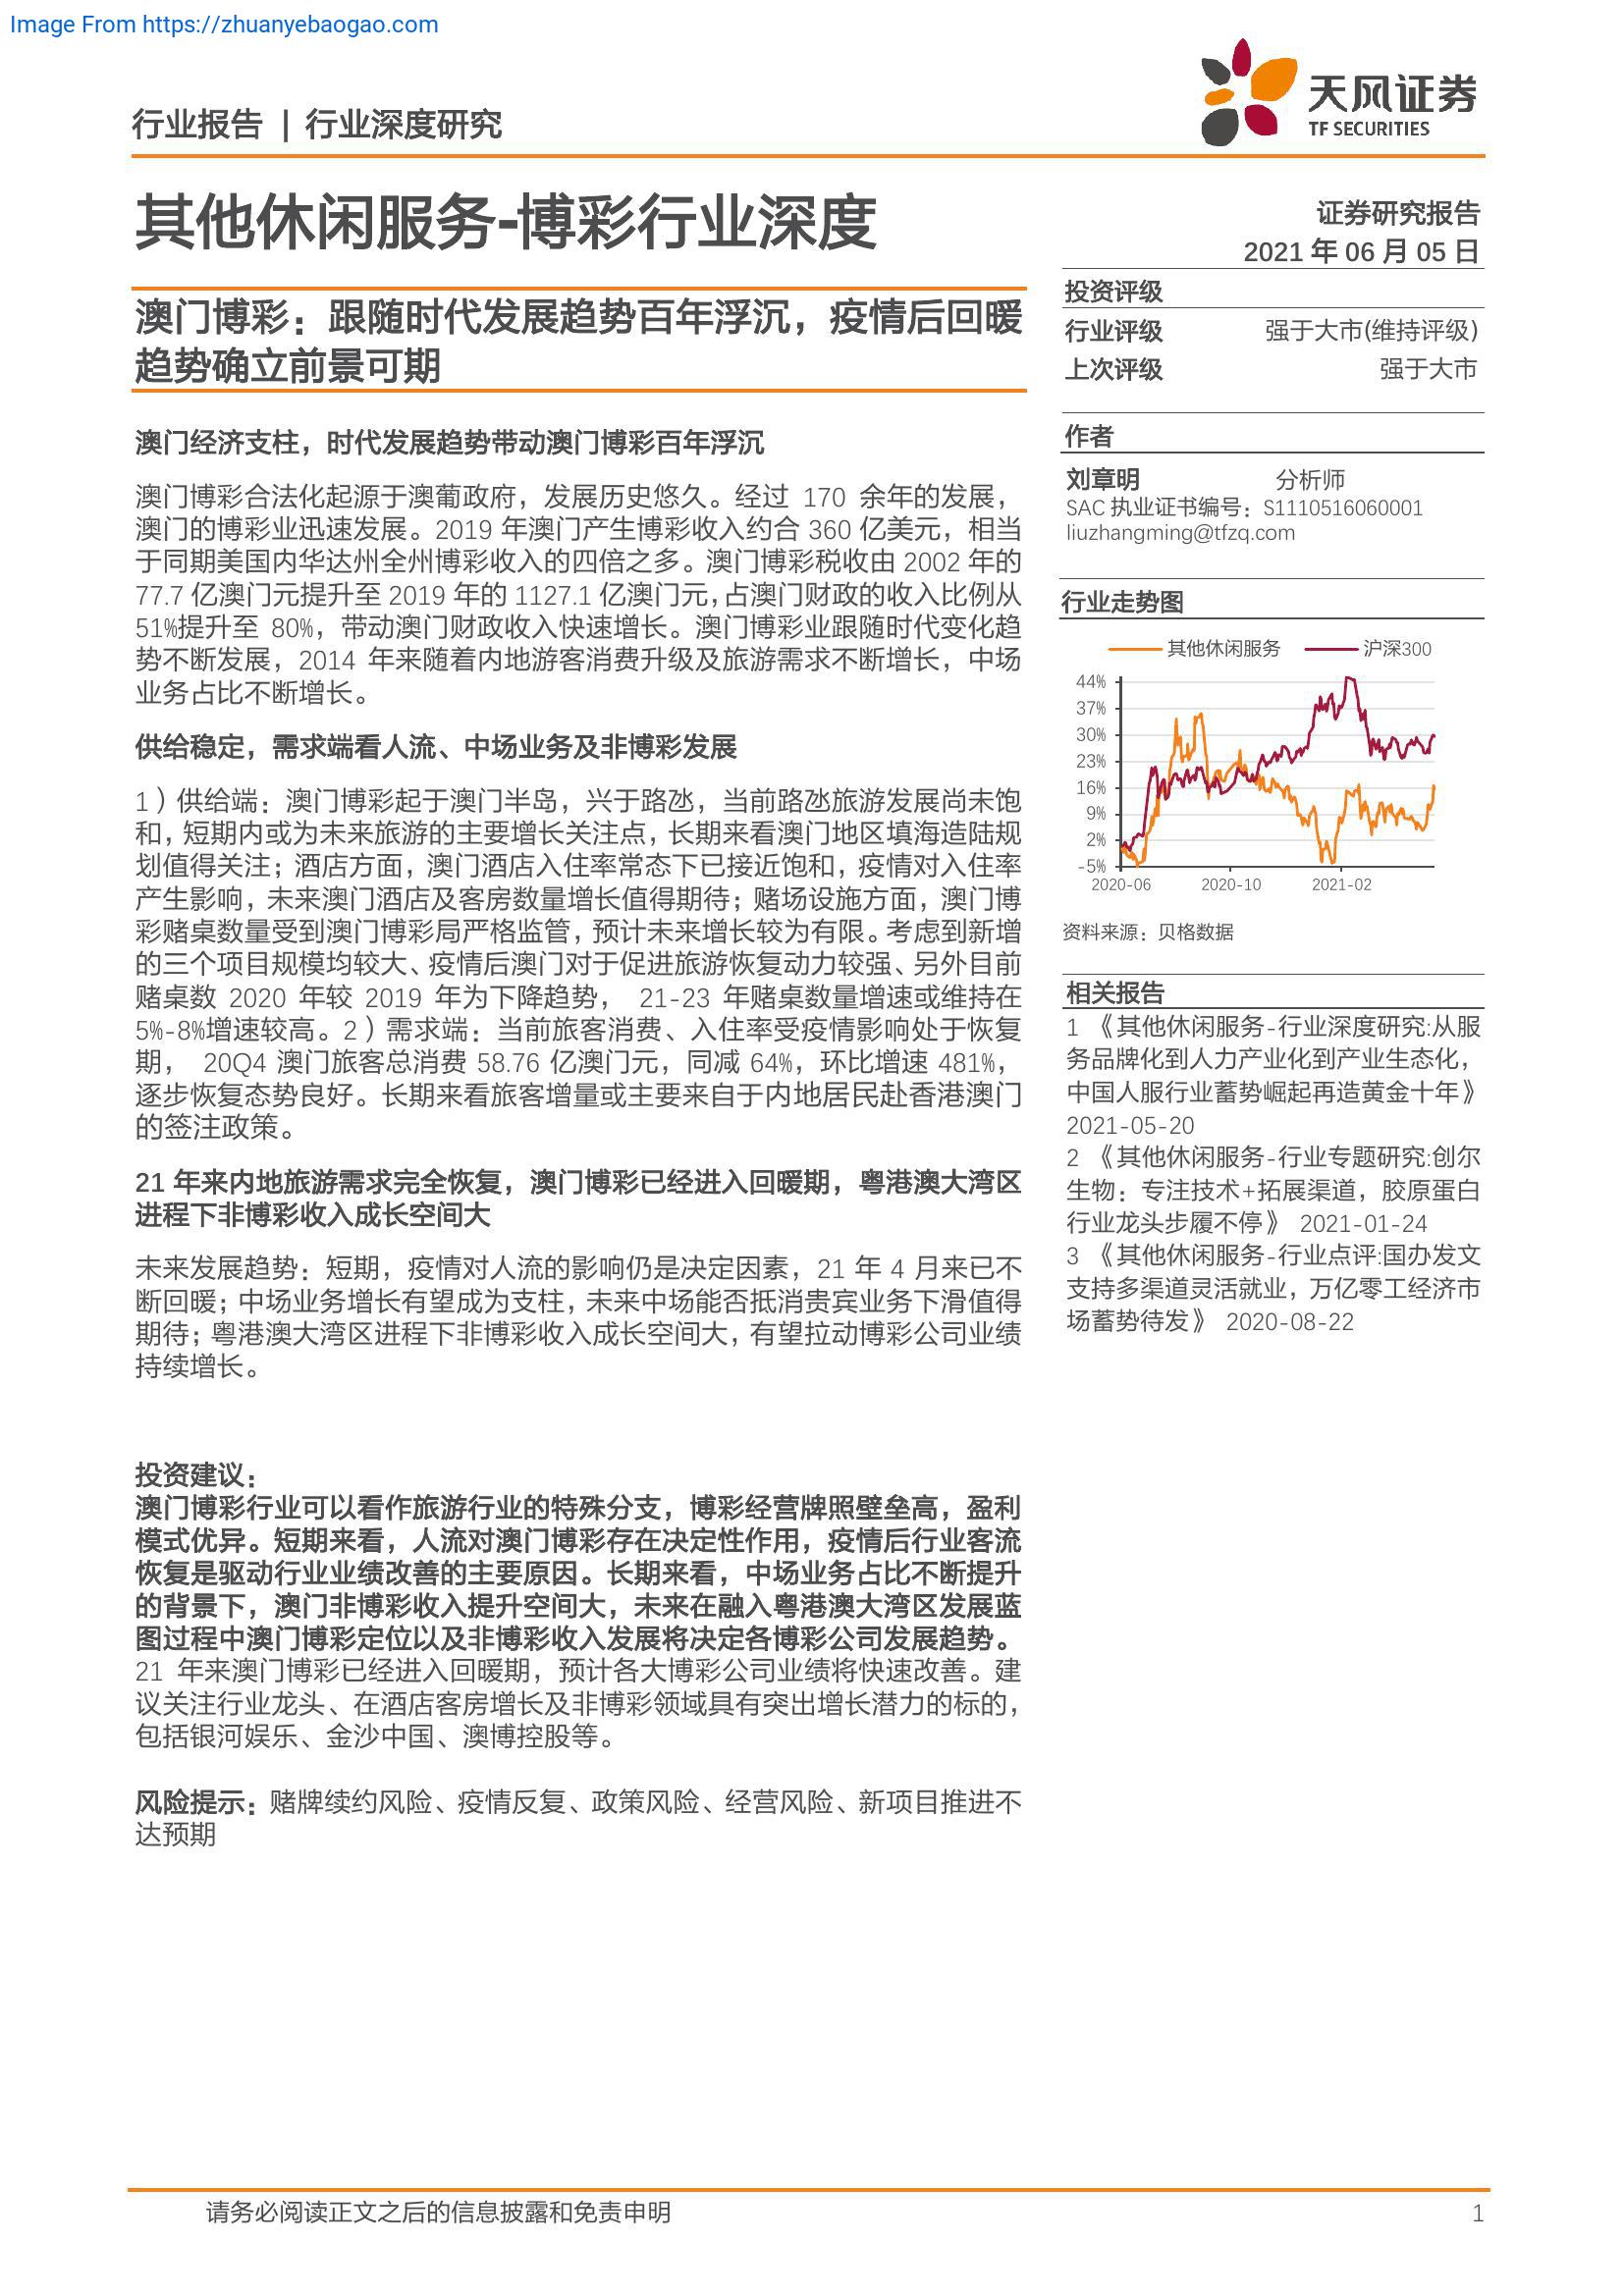 Image From https://zhuanyebaogao.com
行业报告 | 行业深度研究
天风证券
TF SECURITIES
其他休闲服务-博彩行业深度
澳门博彩：跟随时代发展趋势百年浮沉，疫情后回暖
趋势确立前景可期
澳门经济支柱，时代发展趋势带动澳门博彩百年浮沉
澳门博彩合法化起源于澳葡政府，发展历史悠久。经过 170 余年的发展，
澳门的博彩业迅速发展。2019 年澳门产生博彩收入约合 360 亿美元，相当
于同期美国内华达州全州博彩收入的四倍之多。澳门博彩税收由 2002 年的
77.7 亿澳门元提升至 2019 年的 1127.1 亿澳门元，占澳门财政的收入比例从
51%提升至 80%，带动澳门财政收入快速增长。澳门博彩业跟随时代变化趋
势不断发展，2014 年来随着内地游客消费升级及旅游需求不断增长，中场
业务占比不断增长。
供给稳定，需求端看人流、中场业务及非博彩发展
1）供给端：澳门博彩起于澳门半岛，兴于路氹，当前路氹旅游发展尚未饱
和，短期内或为未来旅游的主要增长关注点，长期来看澳门地区填海造陆规
划值得关注；酒店方面，澳门酒店入住率常态下已接近饱和，疫情对入住率
产生影响，未来澳门酒店及客房数量增长值得期待；赌场设施方面，澳门博
彩赌桌数量受到澳门博彩局严格监管，预计未来增长较为有限。考虑到新增
的三个项目规模均较大、疫情后澳门对于促进旅游恢复动力较强、另外目前
赌桌数 2020 年较 2019 年为下降趋势， 21-23 年赌桌数量增速或维持在
5%-8%增速较高。2）需求端：当前旅客消费、入住率受疫情影响处于恢复
期， 20Q4 澳门旅客总消费 58.76 亿澳门元，同减 64%，环比增速 481%，
逐步恢复态势良好。长期来看旅客增量或主要来自于内地居民赴香港澳门
的签注政策。
21 年来内地旅游需求完全恢复，澳门博彩已经进入回暖期，粤港澳大湾区
进程下非博彩收入成长空间大
未来发展趋势：短期，疫情对人流的影响仍是决定因素，21 年 4 月来已不
断回暖；中场业务增长有望成为支柱，未来中场能否抵消贵宾业务下滑值得
期待；粤港澳大湾区进程下非博彩收入成长空间大，有望拉动博彩公司业绩
持续增长。
投资建议：
澳门博彩行业可以看作旅游行业的特殊分支，博彩经营牌照壁垒高，盈利
模式优异。短期来看，人流对澳门博彩存在决定性作用，疫情后行业客流
恢复是驱动行业业绩改善的主要原因。长期来看，中场业务占比不断提升
的背景下，澳门非博彩收入提升空间大，未来在融入粤港澳大湾区发展蓝
图过程中澳门博彩定位以及非博彩收入发展将决定各博彩公司发展趋势。
21 年来澳门博彩已经进入回暖期，预计各大博彩公司业绩将快速改善。建
议关注行业龙头、在酒店客房增长及非博彩领域具有突出增长潜力的标的，
包括银河娱乐、金沙中国、澳博控股等。
风险提示：赌牌续约风险、疫情反复、政策风险、经营风险、新项目推进不
达预期
证券研究报告
2021 年 06 月 05 日
投资评级
行业评级 强于大市(维持评级)
上次评级 强于大市
作者
刘章明 分析师
SAC 执业证书编号：S1110516060001
liuzhangming@tfzq.com
行业走势图
其他休闲服务 沪深300
44%
37%
30%
23%
16%
9%
2%
-5%
2020-06 2020-10 2021-02
资料来源：贝格数据
相关报告
1 《其他休闲服务-行业深度研究:从服
务品牌化到人力产业化到产业生态化，
中国人服行业蓄势崛起再造黄金十年》
2021-05-20
2 《其他休闲服务-行业专题研究:创尔
生物：专注技术+拓展渠道，胶原蛋白
行业龙头步履不停》 2021-01-24
3 《其他休闲服务-行业点评:国办发文
支持多渠道灵活就业，万亿零工经济市
场蓄势待发》 2020-08-22
请务必阅读正文之后的信息披露和免责申明 1